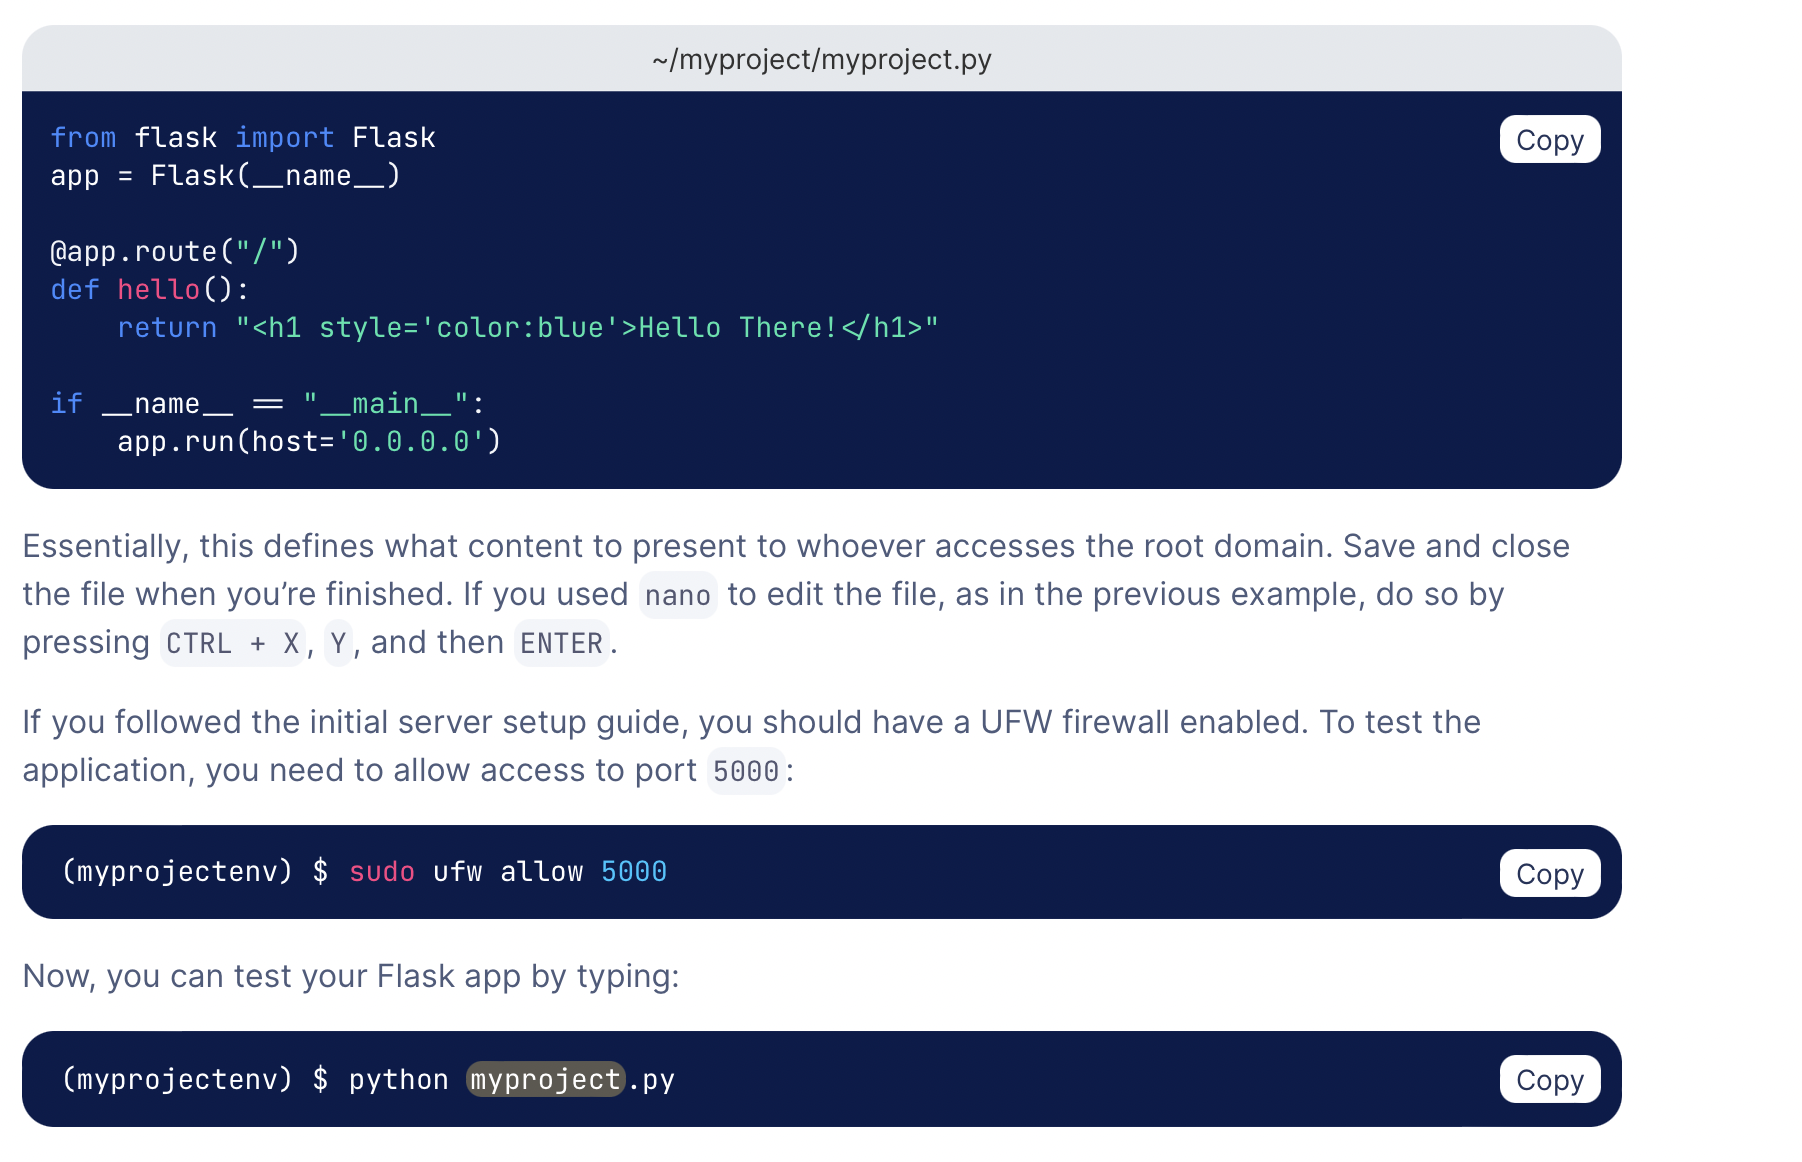 ~/myproject/myproject.py
Copy
from flask import Flask
app = Flask(__name__)

@app.route("/")
def hello():
    return "<h1 style='color:blue'>Hello There!</h1>"

if __name__ == "__main__":
    app.run(host='0.0.0.0')
Essentially, this defines what content to present to whoever accesses the root domain. Save and close
the file when you’re finished. If you used nano to edit the file, as in the previous example, do so by
pressing CTRL + X, Y, and then ENTER.
If you followed the initial server setup guide, you should have a UFW firewall enabled. To test the
application, you need to allow access to port 5000:
(myprojectenv) $ sudo ufw allow 5000
Copy
Now, you can test your Flask app by typing:
(myprojectenv) $ python myproject.py
Copy